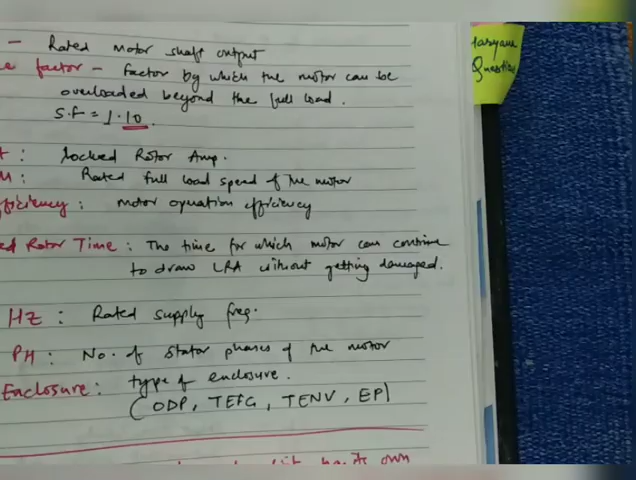 - Rated motor shaft output
e factor - factor by which the motor can be
overloaded beyond the full load.
S.F = 1.10.
: Locked Rotor Amp.
M : Rated full load speed of the motor
fficiency : motor operation efficiency
ed Rotor Time : The time for which motor can continue
to draw LRA without getting damaged.
HZ : Rated supply freq.
PH : No. of stator phases of the motor
Enclosure : type of enclosure.
(ODP, TEFC, TENV, EP)
own
Haryana
Question